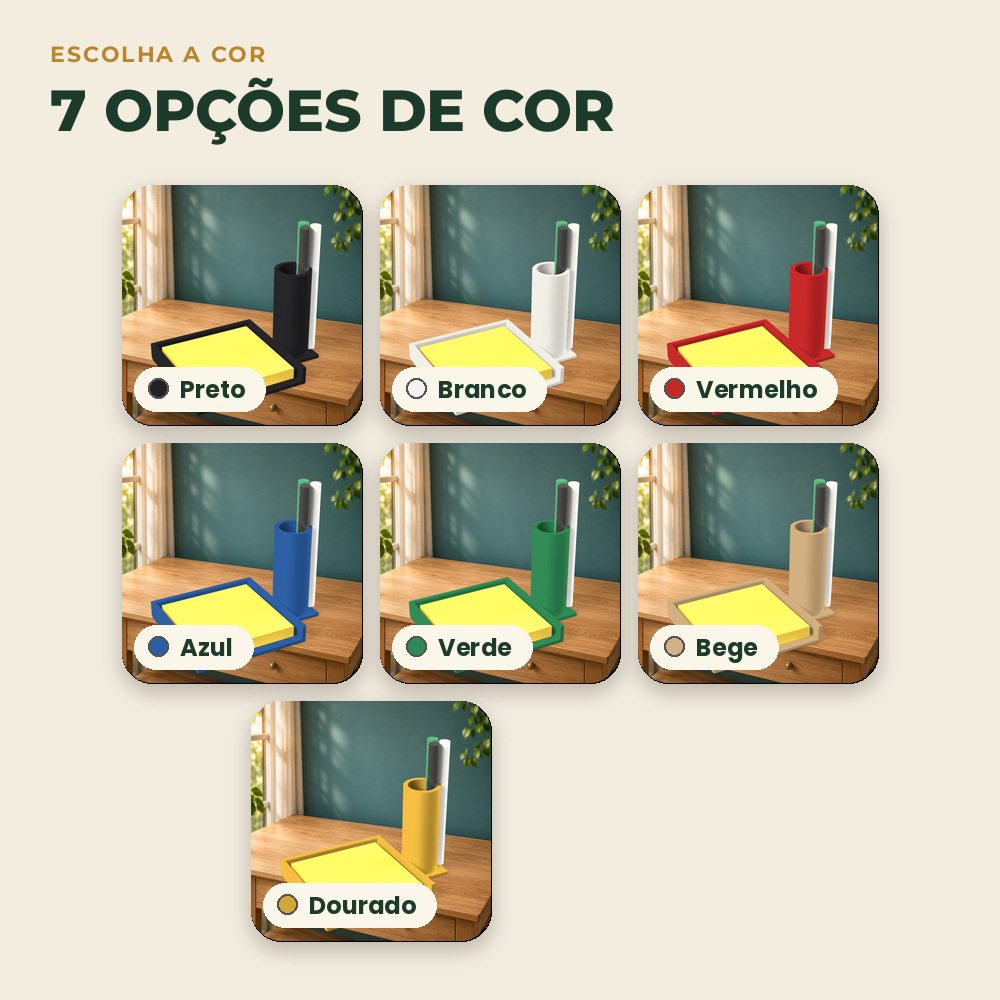 ESCOLHA A COR
7 OPÇÕES DE COR
Preto
Branco
Vermelho
Azul
Verde
Bege
Dourado